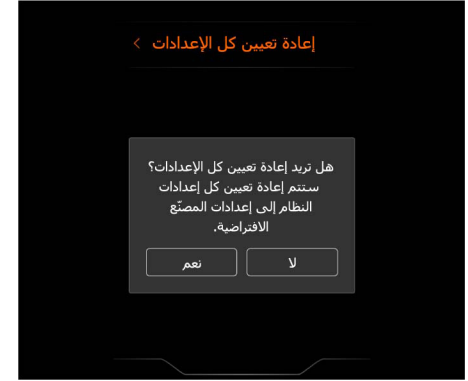 إعادة تعيين كل الإعدادات
هل تريد إعادة تعيين كل الإعدادات؟
ستتم إعادة تعيين كل إعدادات
النظام إلى إعدادات المصنّع
الافتراضية.
لا
نعم